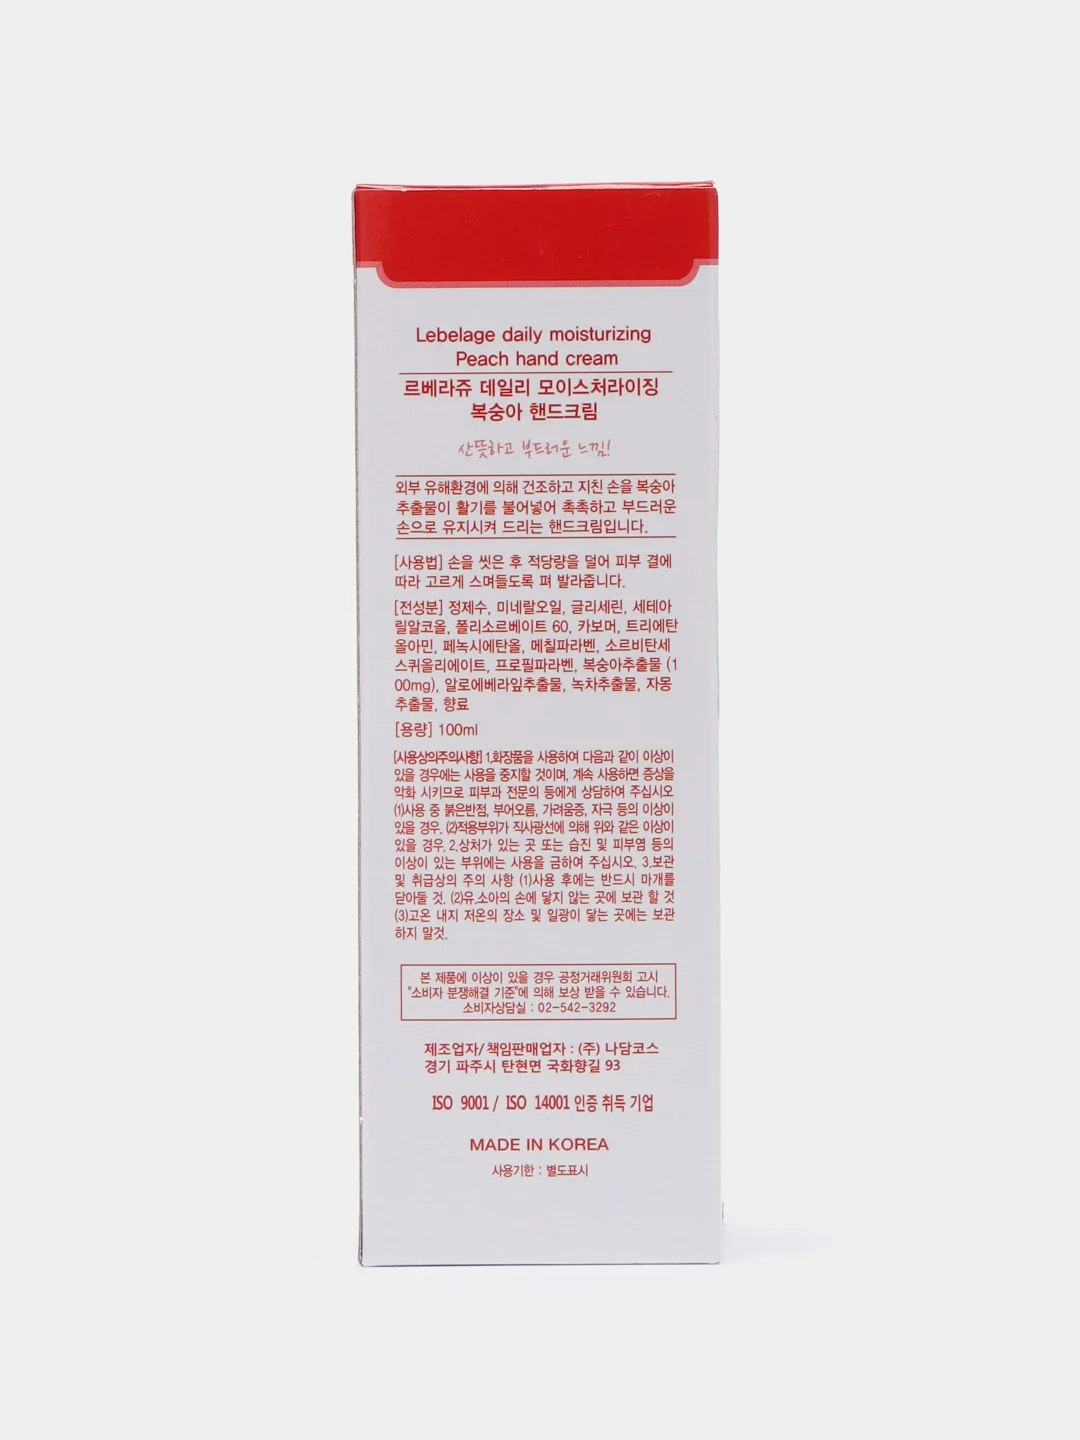 Lebelage daily moisturizing
Peach hand cream
르베라쥬 데일리 모이스처라이징
복숭아 핸드크림
산뜻하고 부드러운 느낌!
외부 유해환경에 의해 건조하고 지친 손을 복숭아
추출물이 활기를 불어넣어 촉촉하고 부드러운
손으로 유지시켜 드리는 핸드크림입니다.
[사용법] 손을 씻은 후 적당량을 덜어 피부 결에
따라 고르게 스며들도록 펴 발라줍니다.
[전성분] 정제수, 미네랄오일, 글리세린, 세테아
릴알코올, 폴리소르베이트 60, 카보머, 트리에탄
올아민, 페녹시에탄올, 메칠파라벤, 소르비탄세
스퀴올리에이트, 프로필파라벤, 복숭아추출물 (1
00mg), 알로에베라잎추출물, 녹차추출물, 자몽
추출물, 향료
[용량] 100ml
[사용상의주의사항] 1.화장품을 사용하여 다음과 같이 이상이
있을 경우에는 사용을 중지할 것이며, 계속 사용하면 증상을
악화 시키므로 피부과 전문의 등에게 상담하여 주십시오
(1)사용 중 붉은반점, 부어오름, 가려움증, 자극 등의 이상이
있을 경우. (2)적용부위가 직사광선에 의해 위와 같은 이상이
있을 경우. 2.상처가 있는 곳 또는 습진 및 피부염 등의
이상이 있는 부위에는 사용을 금하여 주십시오. 3.보관
및 취급상의 주의 사항 (1)사용 후에는 반드시 마개를
닫아둘 것. (2)유.소아의 손에 닿지 않는 곳에 보관 할 것
(3)고온 내지 저온의 장소 및 일광이 닿는 곳에는 보관
하지 말것.
본 제품에 이상이 있을 경우 공정거래위원회 고시
"소비자 분쟁해결 기준"에 의해 보상 받을 수 있습니다.
소비자상담실 : 02-542-3292
제조업자/책임판매업자 : (주) 나담코스
경기 파주시 탄현면 국화향길 93
ISO 9001 / ISO 14001 인증 취득 기업
MADE IN KOREA
사용기한 : 별도표시